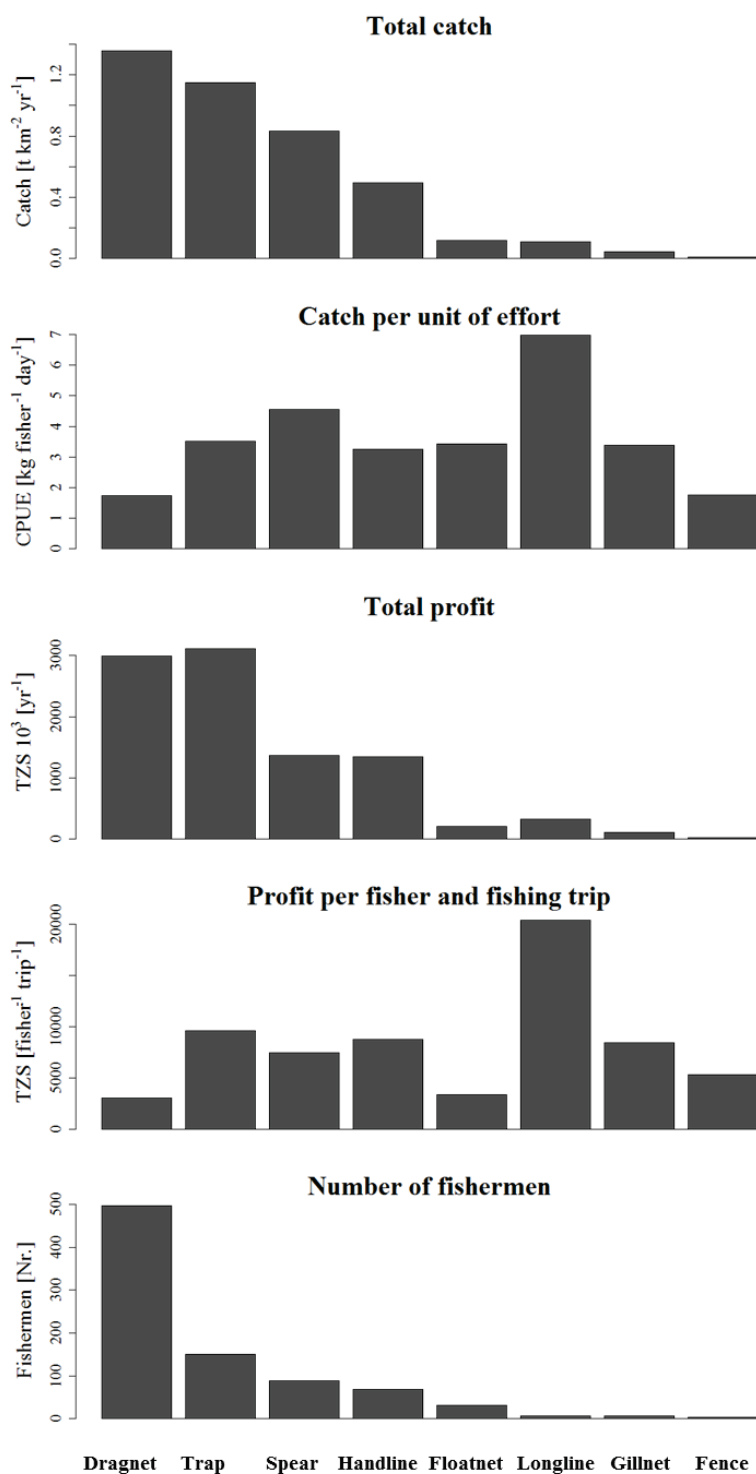 Total catch
Catch [t km⁻² yr⁻¹]
1.2
0.8
0.4
0.0
Catch per unit of effort
CPUE [kg fisher⁻¹ day⁻¹]
7
6
5
4
3
2
1
0
Total profit
TZS 10³ [yr⁻¹]
3000
2000
1000
0
Profit per fisher and fishing trip
TZS [fisher⁻¹ trip⁻¹]
20000
10000
5000
0
Number of fishermen
Fishermen [Nr.]
500
400
300
200
100
0
Dragnet Trap Spear Handline Floatnet Longline Gillnet Fence